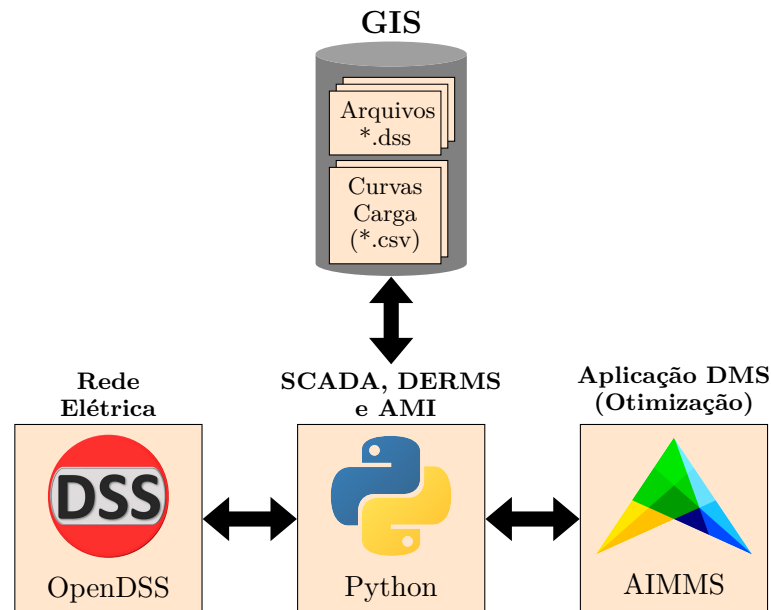 GIS
Arquivos
*.dss
Curvas
Carga
(*.csv)
Rede
Elétrica
SCADA, DERMS
e AMI
Aplicação DMS
(Otimização)
DSS
OpenDSS
Python
AIMMS